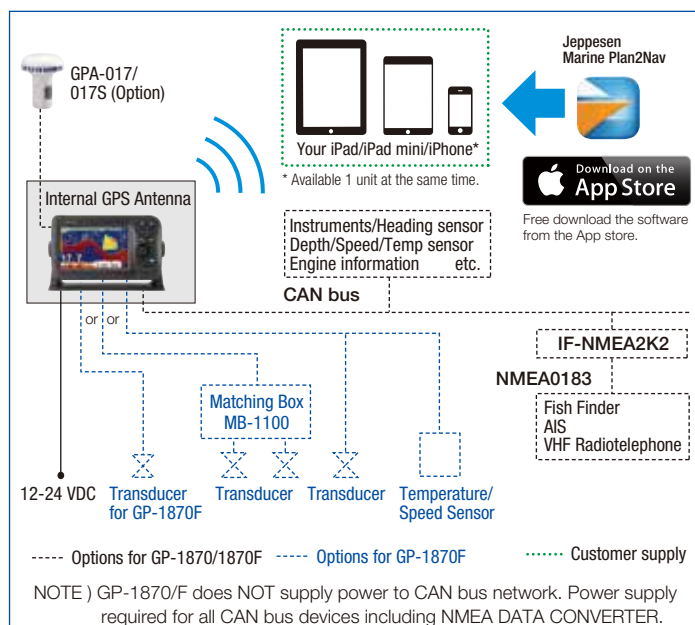 GPA-017/
017S (Option)
Jeppesen
Marine Plan2Nav
Your iPad/iPad mini/iPhone*
* Available 1 unit at the same time.
Download on the
App Store
Free download the software
from the App store.
Internal GPS Antenna
Instruments/Heading sensor
Depth/Speed/Temp sensor
Engine information etc.
CAN bus
or or
IF-NMEA2K2
NMEA0183
Fish Finder
AIS
VHF Radiotelephone
Matching Box
MB-1100
12-24 VDC
Transducer
for GP-1870F
Transducer
Transducer
Temperature/
Speed Sensor
Options for GP-1870/1870F
Options for GP-1870F
Customer supply
NOTE ) GP-1870/F does NOT supply power to CAN bus network. Power supply
required for all CAN bus devices including NMEA DATA CONVERTER.